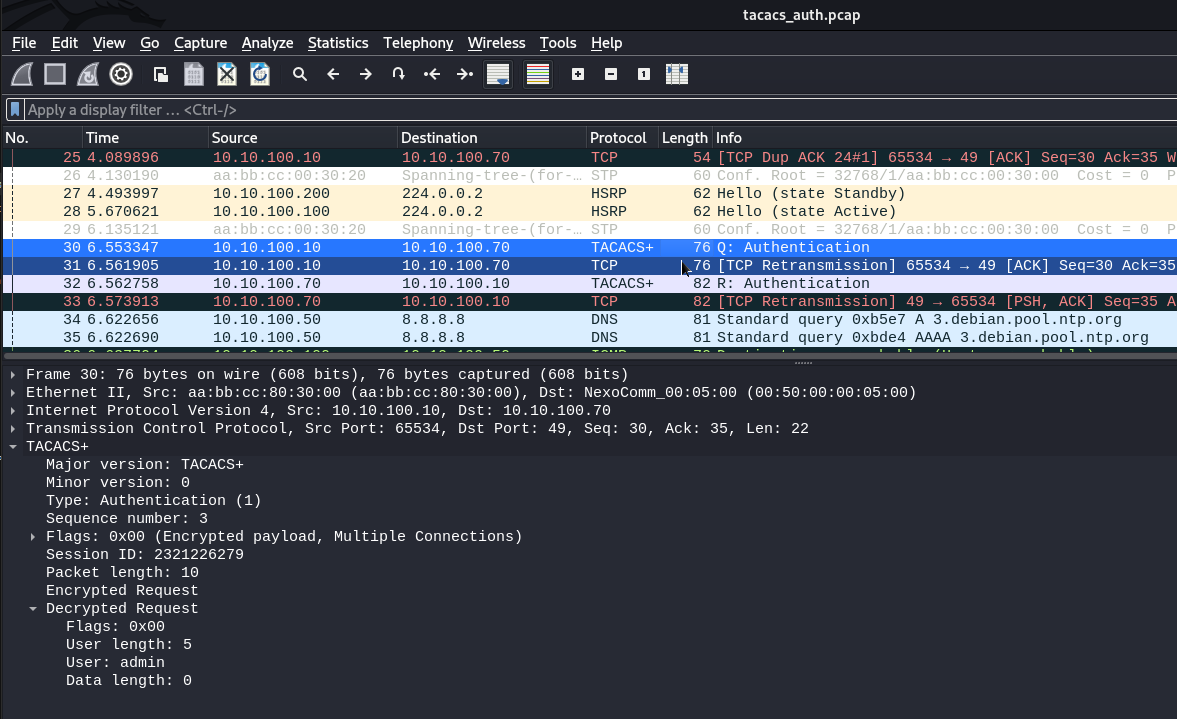 tacacs_auth.pcap
File Edit View Go Capture Analyze Statistics Telephony Wireless Tools Help
Apply a display filter … <Ctrl-/>
No. Time Source Destination Protocol Length Info
25 4.089896 10.10.100.10 10.10.100.70 TCP 54 [TCP Dup ACK 24#1] 65534 → 49 [ACK] Seq=30 Ack=35 W
26 4.130190 aa:bb:cc:00:30:20 Spanning-tree-(for-… STP 60 Conf. Root = 32768/1/aa:bb:cc:00:30:00 Cost = 0 P
27 4.493997 10.10.100.200 224.0.0.2 HSRP 62 Hello (state Standby)
28 5.670621 10.10.100.100 224.0.0.2 HSRP 62 Hello (state Active)
29 6.135121 aa:bb:cc:00:30:20 Spanning-tree-(for-… STP 60 Conf. Root = 32768/1/aa:bb:cc:00:30:00 Cost = 0 P
30 6.553347 10.10.100.10 10.10.100.70 TACACS+ 76 Q: Authentication
31 6.561905 10.10.100.10 10.10.100.70 TCP 76 [TCP Retransmission] 65534 → 49 [ACK] Seq=30 Ack=35
32 6.562758 10.10.100.70 10.10.100.10 TACACS+ 82 R: Authentication
33 6.573913 10.10.100.70 10.10.100.10 TCP 82 [TCP Retransmission] 49 → 65534 [PSH, ACK] Seq=35 A
34 6.622656 10.10.100.50 8.8.8.8 DNS 81 Standard query 0xb5e7 A 3.debian.pool.ntp.org
35 6.622690 10.10.100.50 8.8.8.8 DNS 81 Standard query 0xbde4 AAAA 3.debian.pool.ntp.org
Frame 30: 76 bytes on wire (608 bits), 76 bytes captured (608 bits)
Ethernet II, Src: aa:bb:cc:80:30:00 (aa:bb:cc:80:30:00), Dst: NexoComm_00:05:00 (00:50:00:00:05:00)
Internet Protocol Version 4, Src: 10.10.100.10, Dst: 10.10.100.70
Transmission Control Protocol, Src Port: 65534, Dst Port: 49, Seq: 30, Ack: 35, Len: 22
TACACS+
Major version: TACACS+
Minor version: 0
Type: Authentication (1)
Sequence number: 3
Flags: 0x00 (Encrypted payload, Multiple Connections)
Session ID: 2321226279
Packet length: 10
Encrypted Request
Decrypted Request
Flags: 0x00
User length: 5
User: admin
Data length: 0